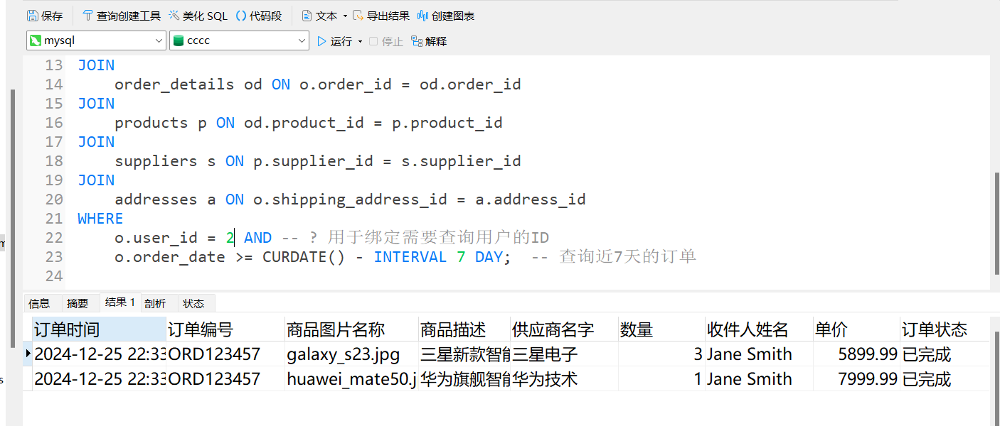 保存 查询创建工具 美化 SQL () 代码段 文本 导出结果 创建图表
mysql cccc 运行 停止 解释
13 JOIN
14 order_details od ON o.order_id = od.order_id
15 JOIN
16 products p ON od.product_id = p.product_id
17 JOIN
18 suppliers s ON p.supplier_id = s.supplier_id
19 JOIN
20 addresses a ON o.shipping_address_id = a.address_id
21 WHERE
22 o.user_id = 2 AND -- ? 用于绑定需要查询用户的ID
23 o.order_date >= CURDATE() - INTERVAL 7 DAY; -- 查询近7天的订单
24
信息 摘要 结果 1 剖析 状态
订单时间 订单编号 商品图片名称 商品描述 供应商名字 数量 收件人姓名 单价 订单状态
2024-12-25 22:33 ORD123457 galaxy_s23.jpg 三星新款智能 三星电子 3 Jane Smith 5899.99 已完成
2024-12-25 22:33 ORD123457 huawei_mate50.j 华为旗舰智能 华为技术 1 Jane Smith 7999.99 已完成